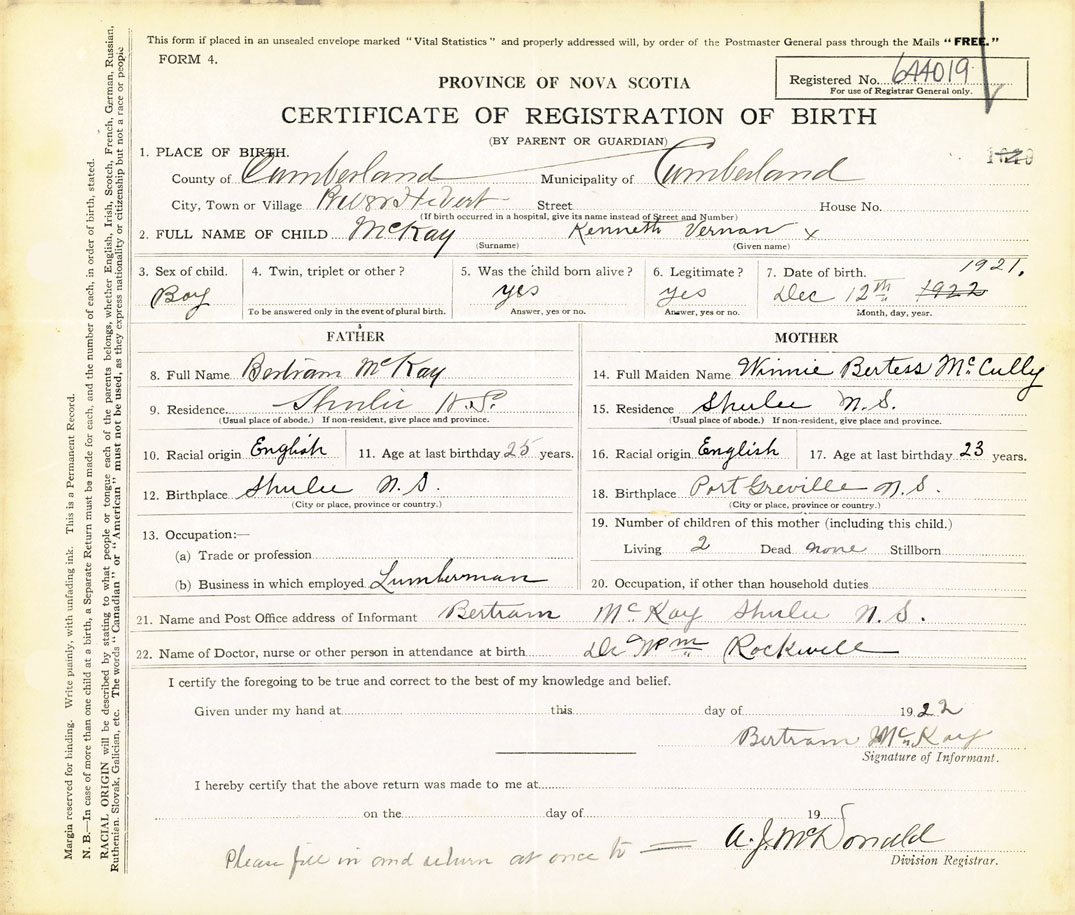 This form if placed in an unsealed envelope marked "Vital Statistics" and properly addressed will, by order of the Postmaster General pass through the Mails "FREE."
FORM 4.
PROVINCE OF NOVA SCOTIA
Registered No. 644019
For use of Registrar General only.
CERTIFICATE OF REGISTRATION OF BIRTH
(BY PARENT OR GUARDIAN)
1. PLACE OF BIRTH.
County of Cumberland Municipality of Cumberland
City, Town or Village River Hebert Street House No.
(If birth occurred in a hospital, give its name instead of Street and Number)
2. FULL NAME OF CHILD McKay Kenneth Vernan x
(Surname) (Given name)
3. Sex of child. 4. Twin, triplet or other? 5. Was the child born alive? 6. Legitimate? 7. Date of birth. 1921.
Boy yes yes Dec 12th 1922
To be answered only in the event of plural birth. Answer, yes or no. Answer, yes or no. Month, day, year.
FATHER
8. Full Name Bertram McKay
9. Residence. Shulie N.S.
(Usual place of abode.) If non-resident, give place and province.
10. Racial origin English 11. Age at last birthday 25 years.
12. Birthplace Shulee N.S.
(City or place, province or country.)
13. Occupation:—
(a) Trade or profession
(b) Business in which employed Lumberman
MOTHER
14. Full Maiden Name Winnie Bertess McCully
15. Residence Shulee N.S.
(Usual place of abode.) If non-resident, give place and province.
16. Racial origin English 17. Age at last birthday 23 years.
18. Birthplace Port Greville N.S.
(City or place, province or country.)
19. Number of children of this mother (including this child.)
Living 2 Dead none Stillborn
20. Occupation, if other than household duties
21. Name and Post Office address of Informant Bertram McKay Shulee N.S.
22. Name of Doctor, nurse or other person in attendance at birth Dr Wm Rockwell
I certify the foregoing to be true and correct to the best of my knowledge and belief.
Given under my hand at this day of 1922
Bertram McKay
Signature of Informant.
I hereby certify that the above return was made to me at
on the day of 19
A.J. McDonald
Division Registrar.
Please fill in and return at once to
Margin reserved for binding. Write plainly, with unfading ink. This is a Permanent Record.
N. B.—In case of more than one child at a birth, a Separate Return must be made for each, and the number of each, in order of birth, stated.
RACIAL ORIGIN will be described by stating to what people or tongue each of the parents belongs, whether English, Irish, Scotch, French, German, Russian,
Ruthenian, Slovak, Galician, etc. The words "Canadian" or "American" must not be used, as they express nationality or citizenship but not a race or people